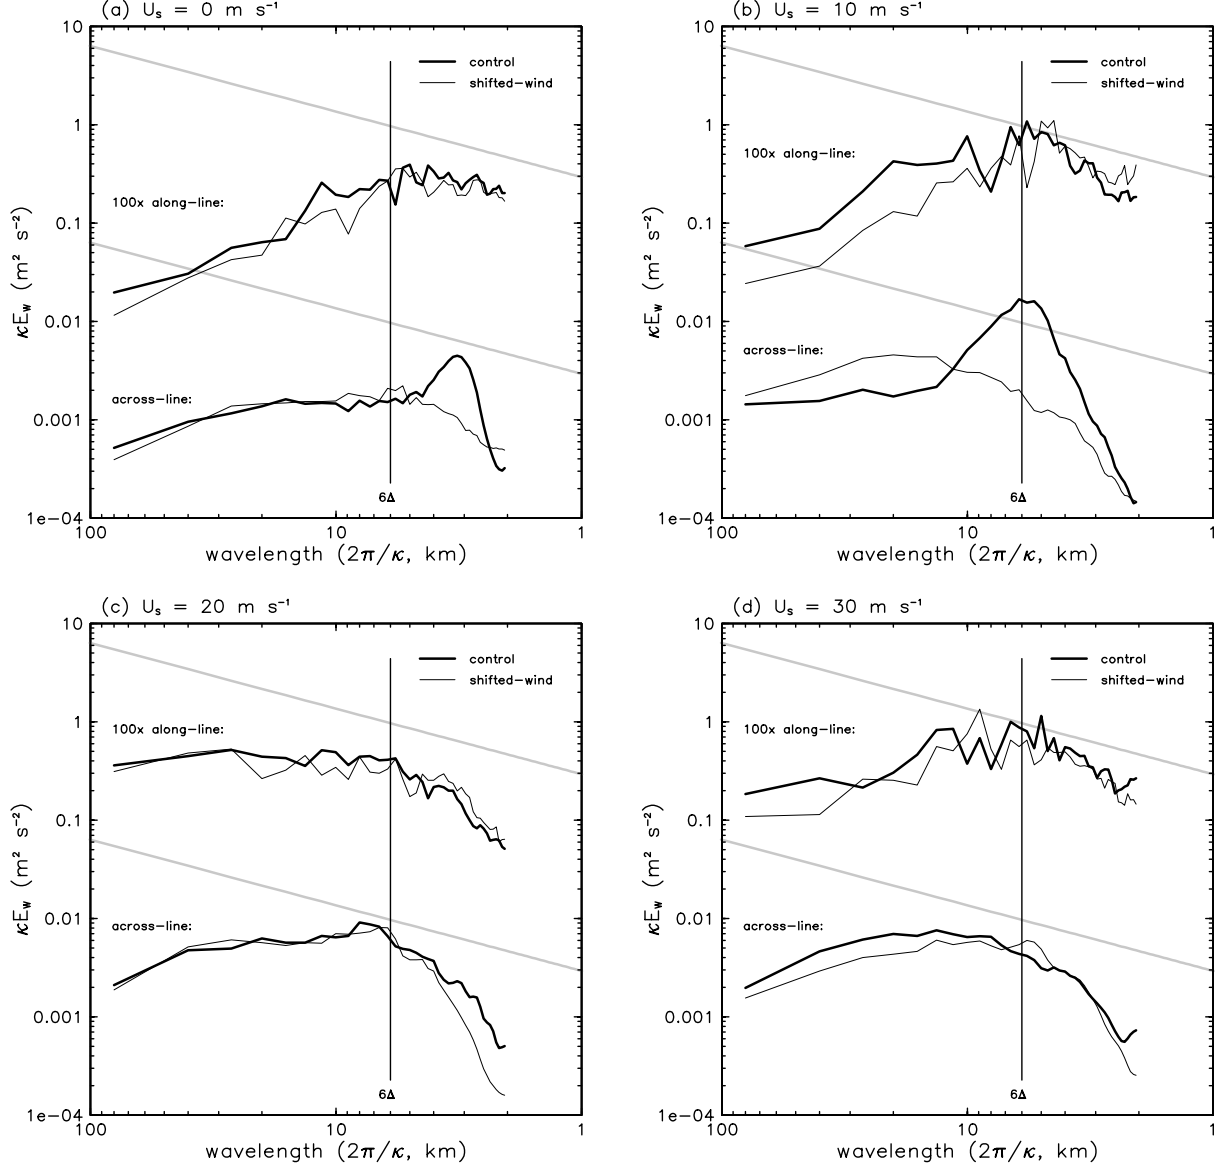 (a) Uₛ = 0 m s⁻¹
10
1
0.1
0.01
0.001
1e-04
κE_w (m² s⁻²)
control
shifted-wind
100x along-line:
across-line:
6Δ
100
10
1
wavelength (2π/κ, km)
(b) Uₛ = 10 m s⁻¹
10
1
0.1
0.01
0.001
1e-04
κE_w (m² s⁻²)
control
shifted-wind
100x along-line:
across-line:
6Δ
100
10
1
wavelength (2π/κ, km)
(c) Uₛ = 20 m s⁻¹
10
1
0.1
0.01
0.001
1e-04
κE_w (m² s⁻²)
control
shifted-wind
100x along-line:
across-line:
6Δ
100
10
1
wavelength (2π/κ, km)
(d) Uₛ = 30 m s⁻¹
10
1
0.1
0.01
0.001
1e-04
κE_w (m² s⁻²)
control
shifted-wind
100x along-line:
across-line:
6Δ
100
10
1
wavelength (2π/κ, km)